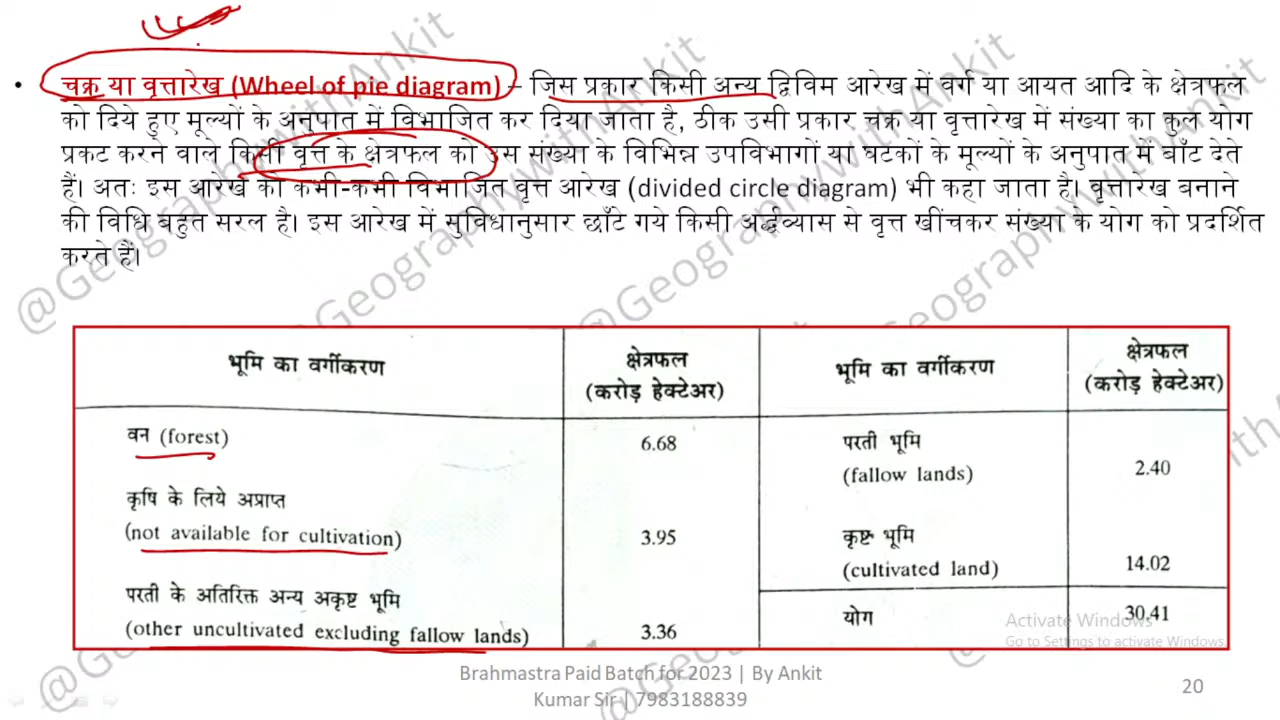 • चक्र या वृत्तारेख (Wheel of pie diagram) – जिस प्रकार किसी अन्य द्विविम आरेख में वर्ग या आयत आदि के क्षेत्रफल
को दिये हुए मूल्यों के अनुपात में विभाजित कर दिया जाता है, ठीक उसी प्रकार चक्र या वृत्तारेख में संख्या का कुल योग
प्रकट करने वाले किसी वृत्त के क्षेत्रफल को उस संख्या के विभिन्न उपविभागों या घटकों के मूल्यों के अनुपात में बाँट देते
हैं। अतः इस आरेख को कभी-कभी विभाजित वृत्त आरेख (divided circle diagram) भी कहा जाता है। वृत्तारेख बनाने
की विधि बहुत सरल है। इस आरेख में सुविधानुसार छाँटे गये किसी अर्द्धव्यास से वृत्त खींचकर संख्या के योग को प्रदर्शित
करते हैं।
भूमि का वर्गीकरण क्षेत्रफल (करोड़ हेक्टेअर) भूमि का वर्गीकरण क्षेत्रफल (करोड़ हेक्टेअर)
वन (forest) 6.68
परती भूमि
(fallow lands) 2.40
कृषि के लिये अप्राप्त
(not available for cultivation) 3.95
कृष्ट भूमि
(cultivated land) 14.02
परती के अतिरिक्त अन्य अकृष्ट भूमि
(other uncultivated excluding fallow lands) 3.36
योग 30.41
Activate Windows
Go to Settings to activate Windows.
Brahmastra Paid Batch for 2023 | By Ankit
Kumar Sir | 7983188839
20
@GeographywithAnkit
@GeographywithAnkit